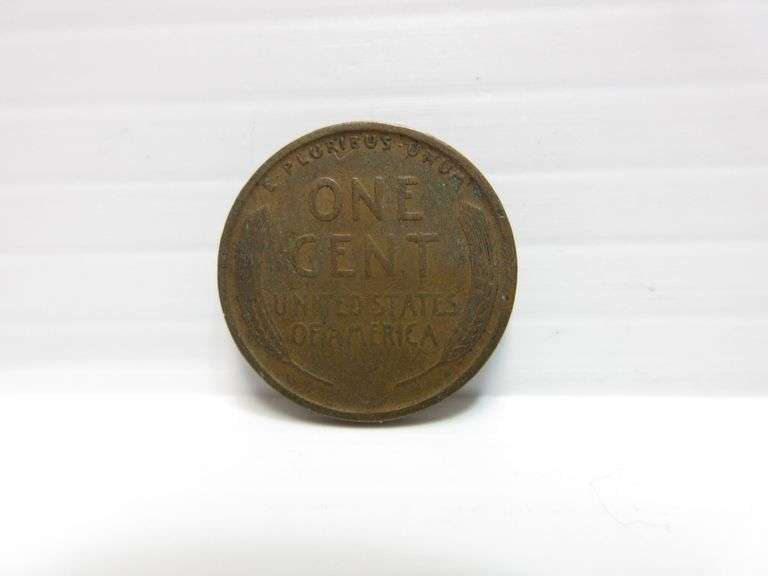 E·PLURIBUS·UNUM
ONE
CENT
UNITED·STATES
OF·AMERICA